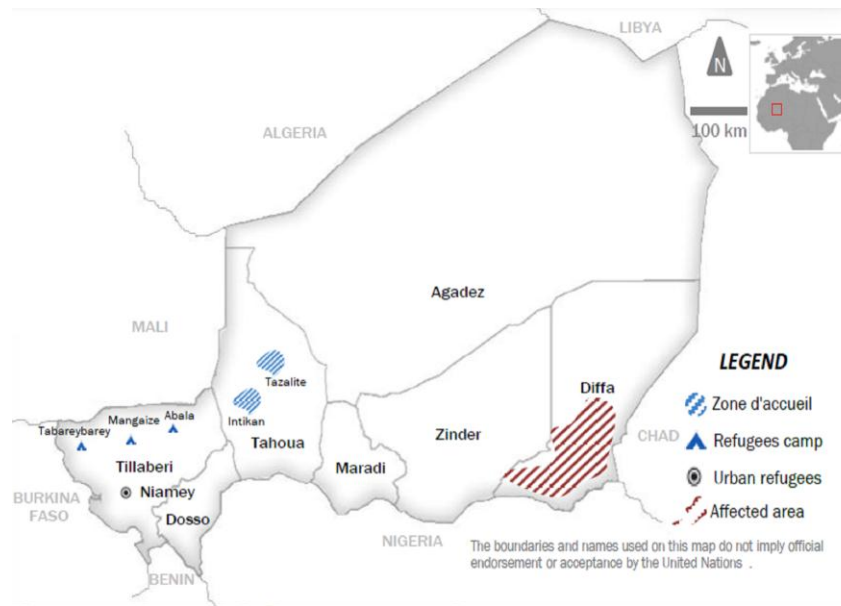 LIBYA
N
100 km
ALGERIA
Agadez
MALI
Tazalite
Intikan
Tahoua
Abala
Mangaize
Tabareybarey
Tillaberi
Niamey
Dosso
BURKINA
FASO
BENIN
Maradi
Zinder
Diffa
CHAD
NIGERIA
LEGEND
Zone d'accueil
Refugees camp
Urban refugees
Affected area
The boundaries and names used on this map do not imply official
endorsement or acceptance by the United Nations .